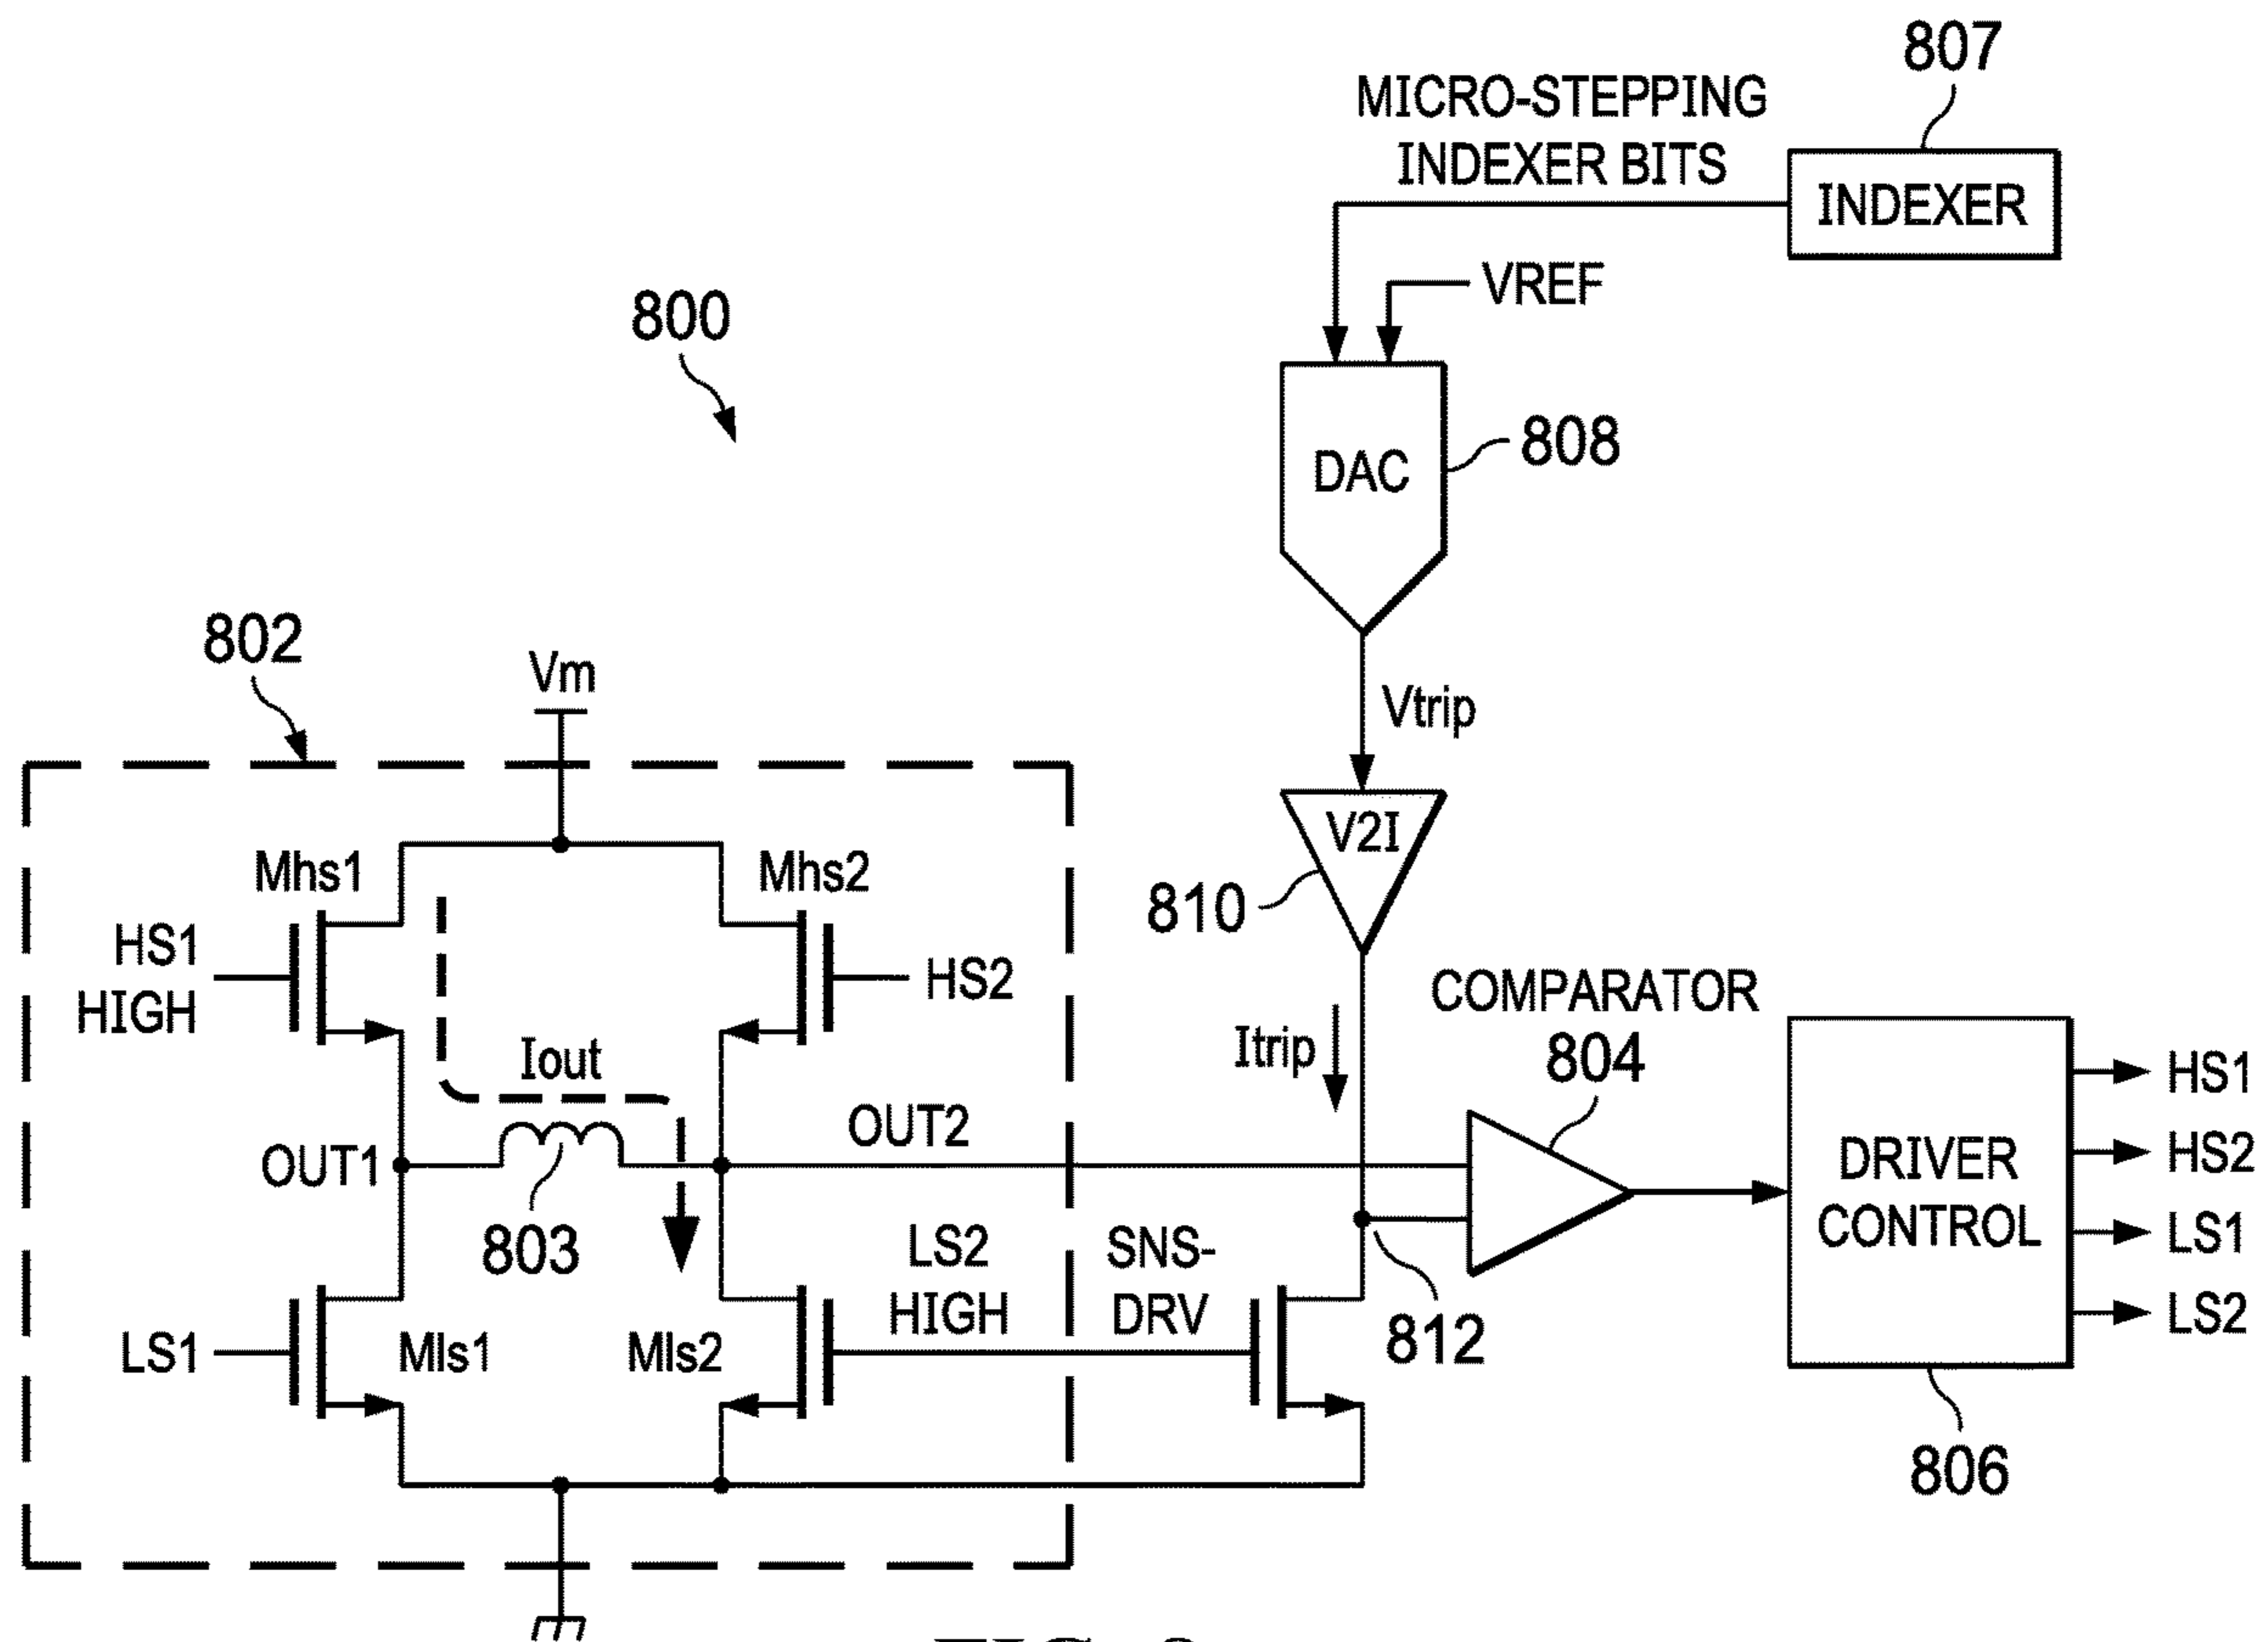 807
MICRO-STEPPING
INDEXER BITS
INDEXER
VREF
800
DAC
808
802
Vm
Vtrip
V2I
810
Mhs1
Mhs2
HS1
HIGH
HS2
COMPARATOR
804
Itrip
Iout
OUT1
OUT2
803
DRIVER
CONTROL
HS1
HS2
LS1
LS2
LS2
HIGH
SNS-
DRV
812
LS1
Mls1
Mls2
806